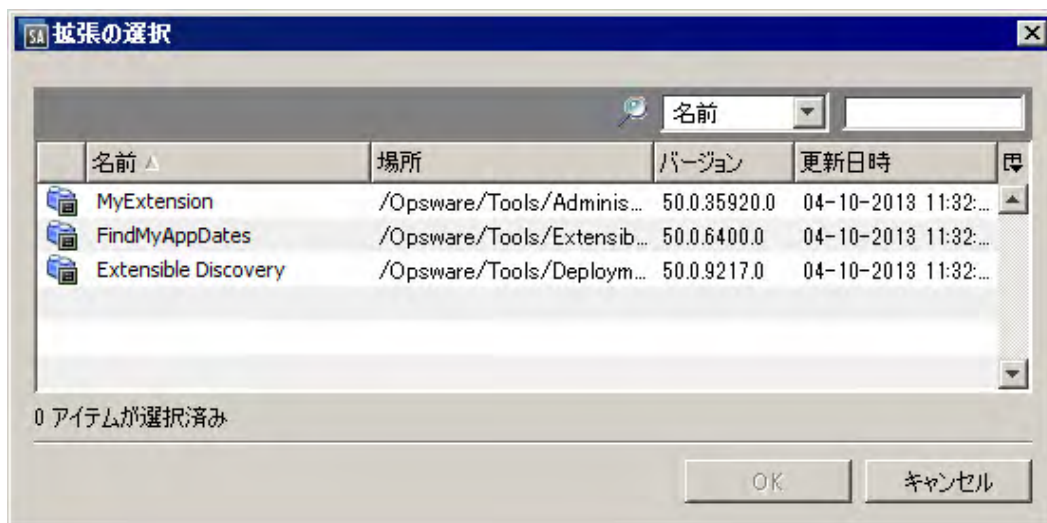 SA 拡張の選択
名前
名前 場所 バージョン 更新日時
MyExtension /Opsware/Tools/Adminis... 50.0.35920.0 04-10-2013 11:32:...
FindMyAppDates /Opsware/Tools/Extensib... 50.0.6400.0 04-10-2013 11:32:...
Extensible Discovery /Opsware/Tools/Deploym... 50.0.9217.0 04-10-2013 11:32:...
0 アイテムが選択済み
OK キャンセル